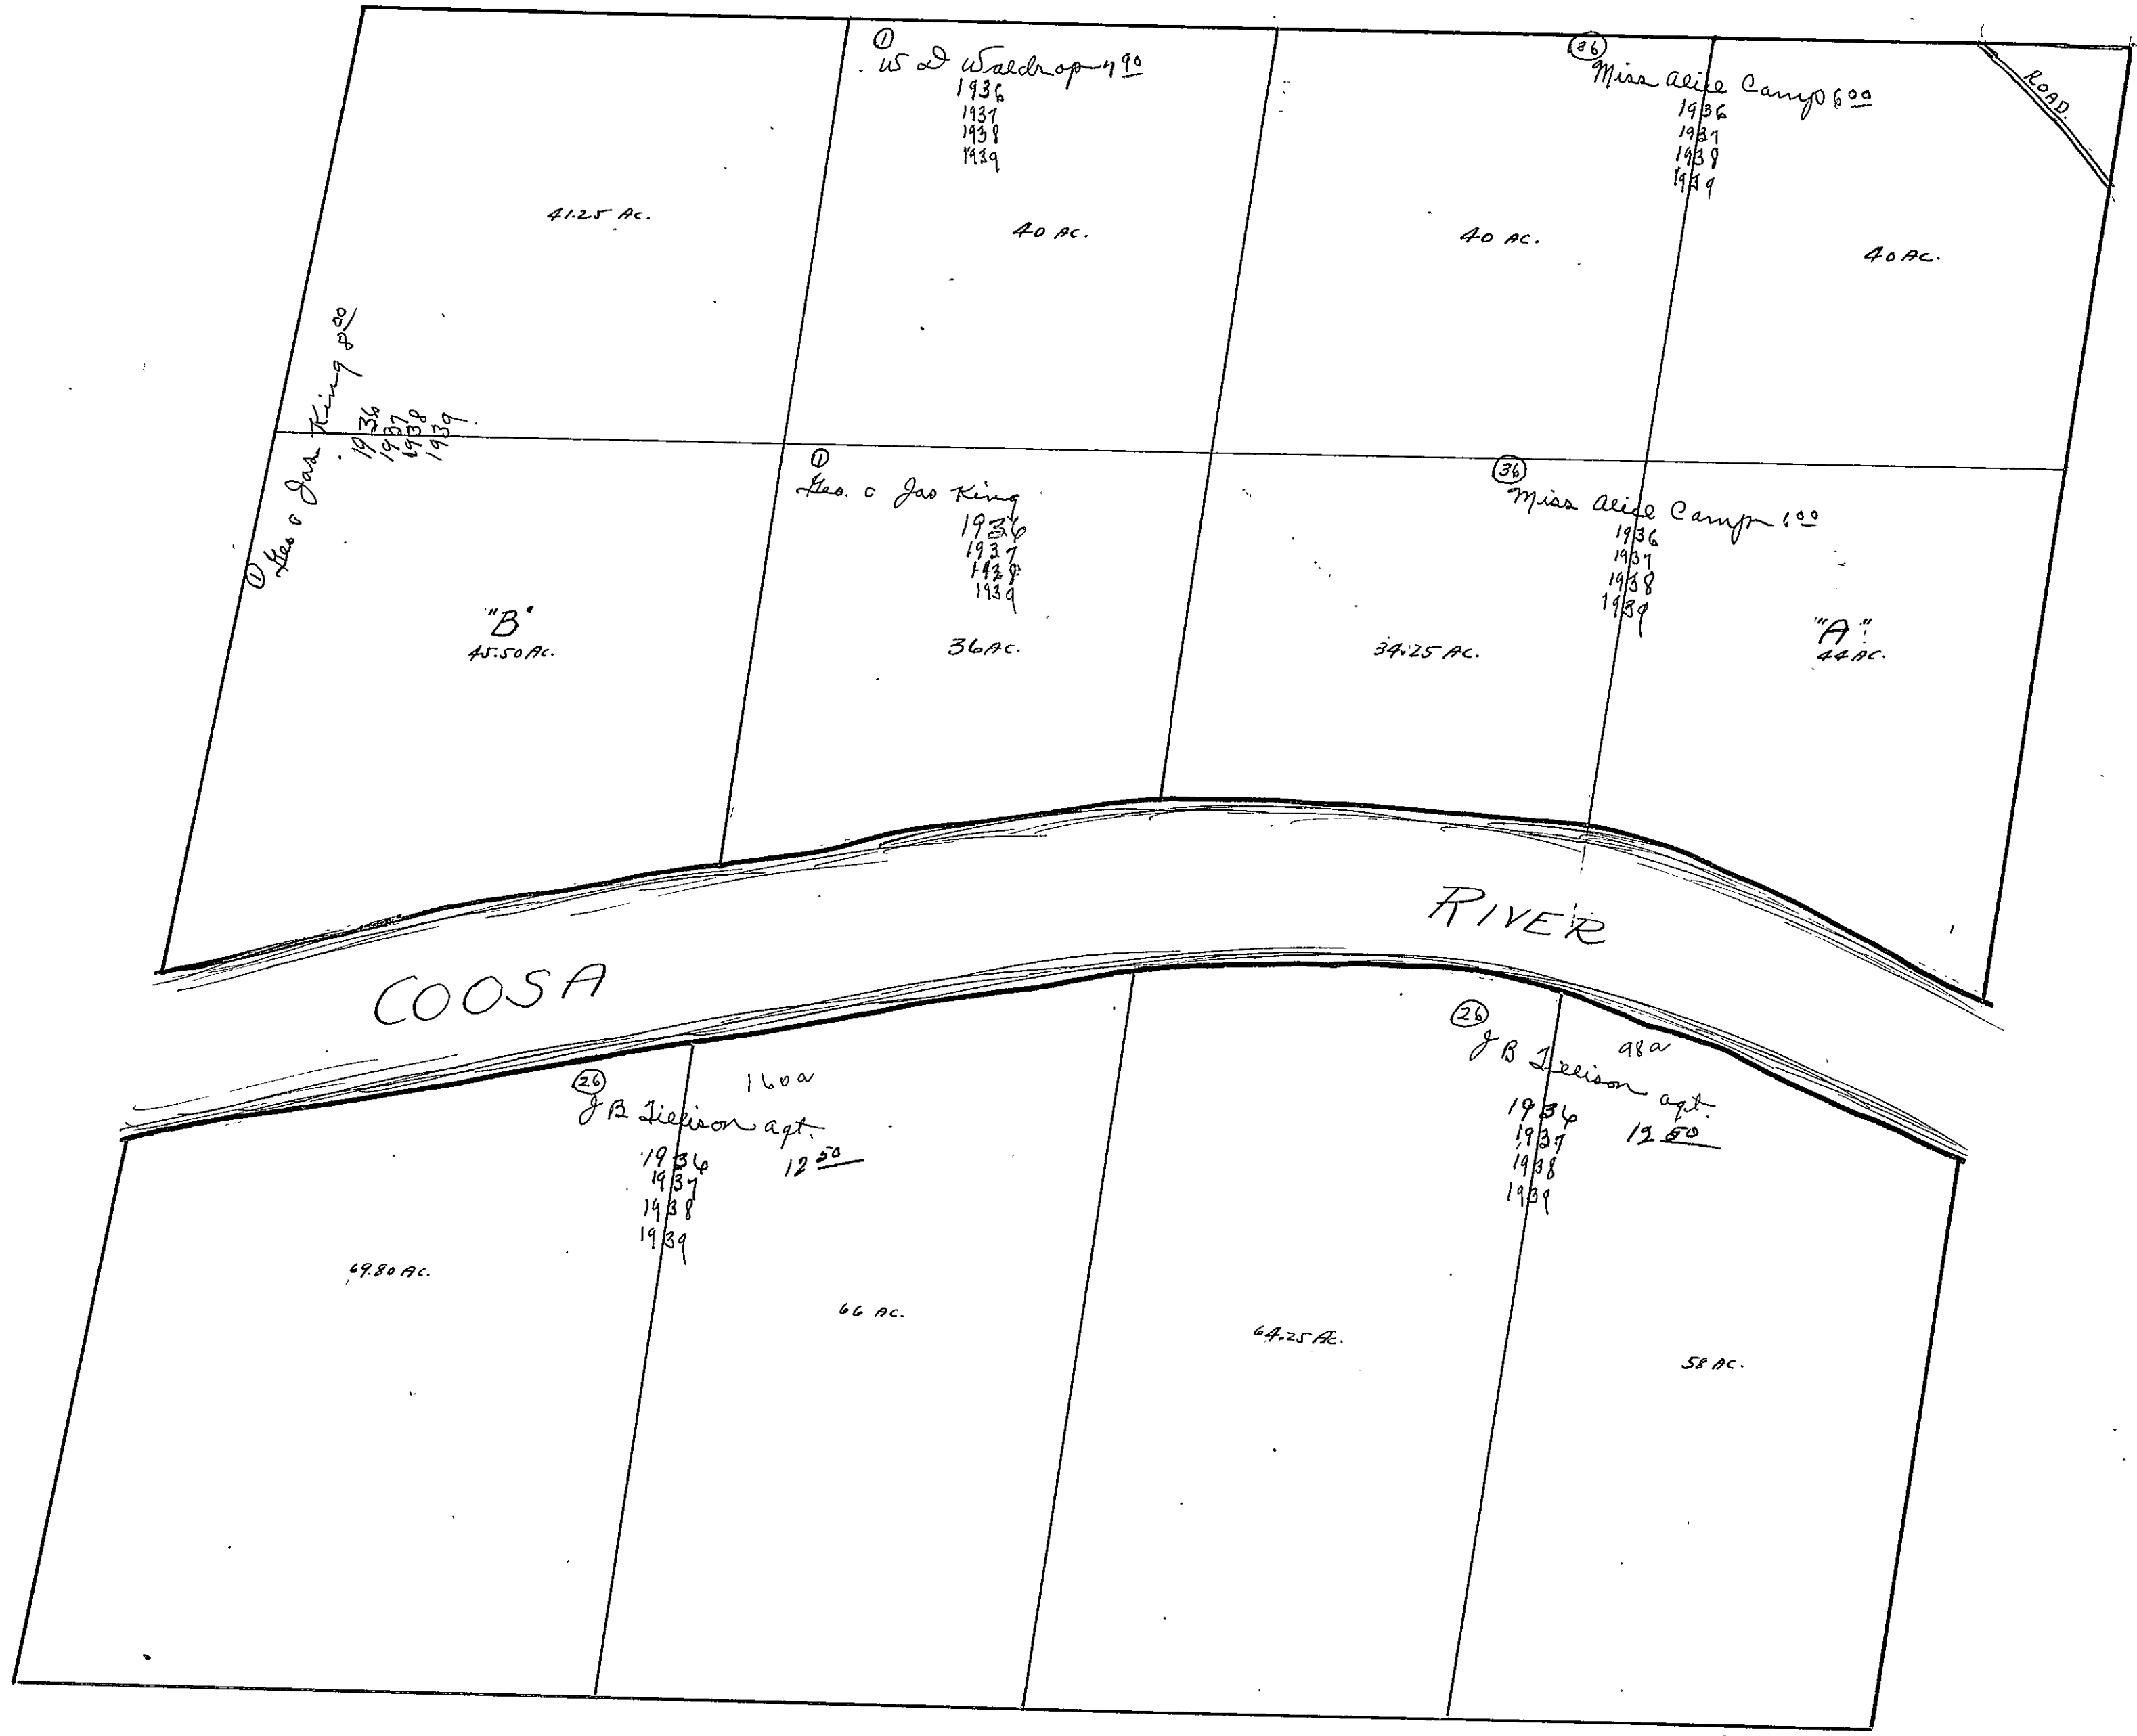 ①
W D Waldrop
1936
1937
1938
1939
36
Miss Alice Camp 6 00
1936
1937
1938
1939
ROAD.
41.25 AC.
40 AC.
40 AC.
40 AC.
① Geo & Jas King 8 00
1936
1937
1938
1939
①
Geo. & Jas King
1936
1937
1938
1939
36
Miss Alice Camp 6 00
1936
1937
1938
1939
"B"
45.50 AC.
36 AC.
34.25 AC.
"A"
44 AC.
COOSA RIVER
26
160 a
J B Tillison agt.
12 50
1936
1937
1938
1939
26
98 a
J B Tillison agt.
12 50
1936
1937
1938
1939
69.80 AC.
66 AC.
64.25 AC.
58 AC.